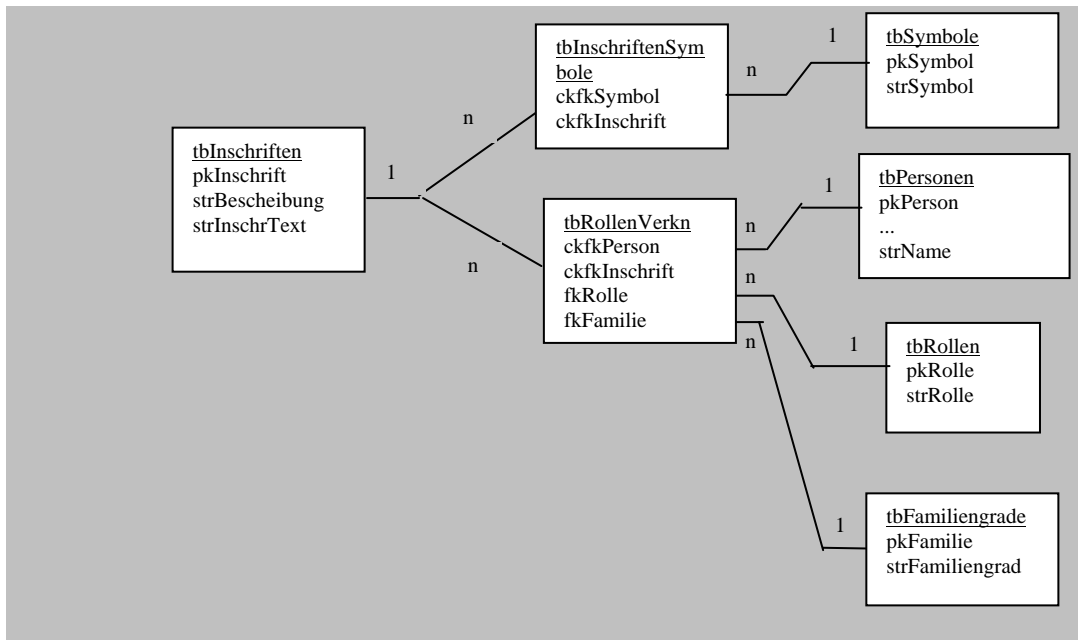 tbInschriften
pkInschrift
strBescheibung
strInschrText
1
n
n
tbInschriftenSym
bole
ckfkSymbol
ckfkInschrift
n
1
tbSymbole
pkSymbol
strSymbol
tbRollenVerkn
ckfkPerson
ckfkInschrift
fkRolle
fkFamilie
n
1
tbPersonen
pkPerson
...
strName
n
1
tbRollen
pkRolle
strRolle
n
1
tbFamiliengrade
pkFamilie
strFamiliengrad